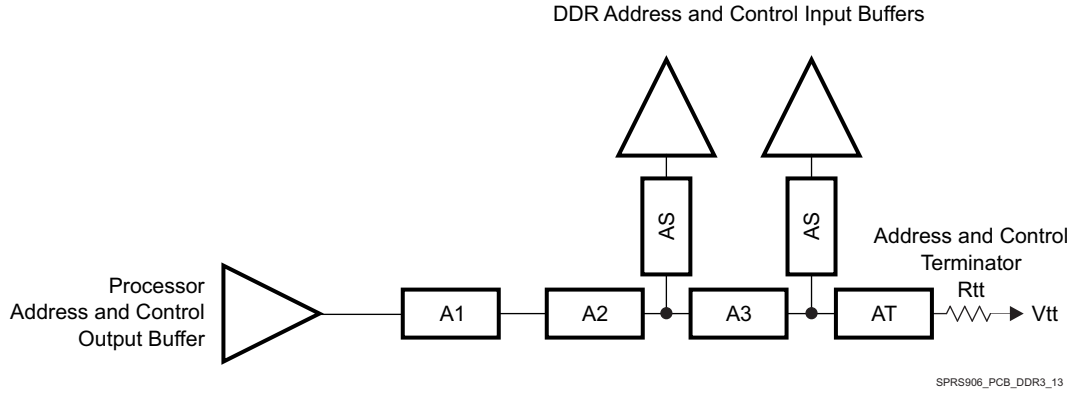 DDR Address and Control Input Buffers
AS
AS
Address and Control
Terminator
Rtt
Processor
Address and Control
Output Buffer
A1
A2
A3
AT
Vtt
SPRS906_PCB_DDR3_13